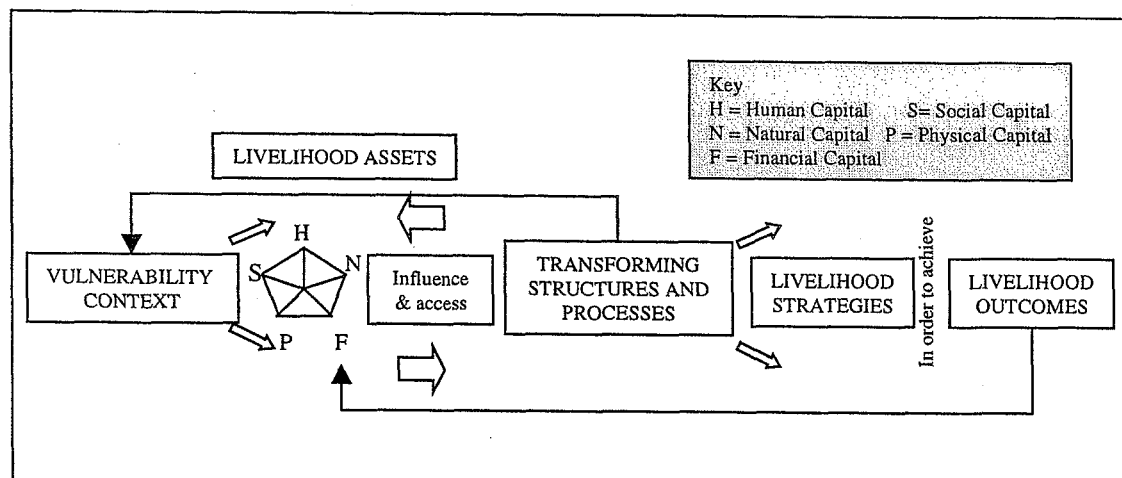 Key
H = Human Capital S= Social Capital
N = Natural Capital P = Physical Capital
F = Financial Capital
LIVELIHOOD ASSETS
H
S
N
P
F
VULNERABILITY
CONTEXT
Influence
& access
TRANSFORMING
STRUCTURES AND
PROCESSES
LIVELIHOOD
STRATEGIES
In order to achieve
LIVELIHOOD
OUTCOMES